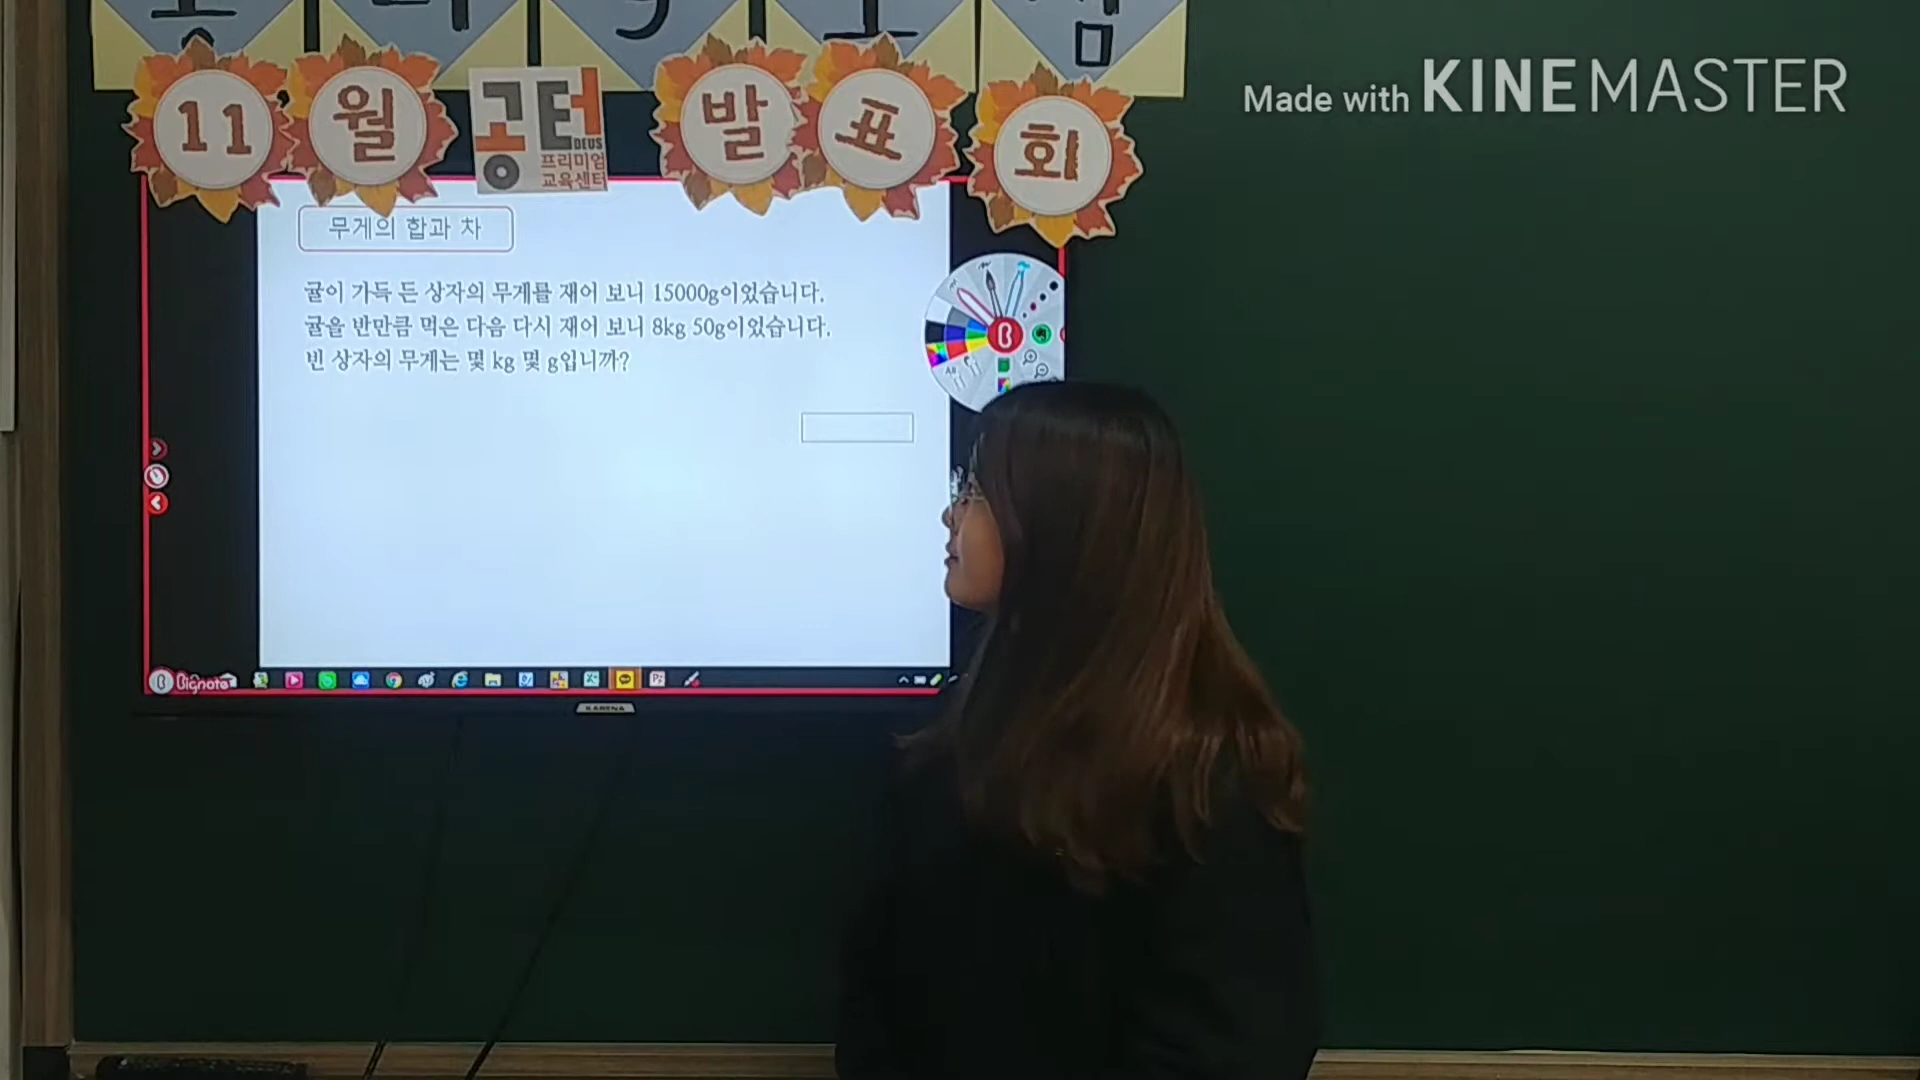 Made with KINEMASTER
11월 발표회
공터
DEUS
프리미엄
교육센터
무게의 합과 차
귤이 가득 든 상자의 무게를 재어 보니 15000g이었습니다.
귤을 반만큼 먹은 다음 다시 재어 보니 8kg 50g이었습니다.
빈 상자의 무게는 몇 kg 몇 g입니까?
Bignote
KARENA